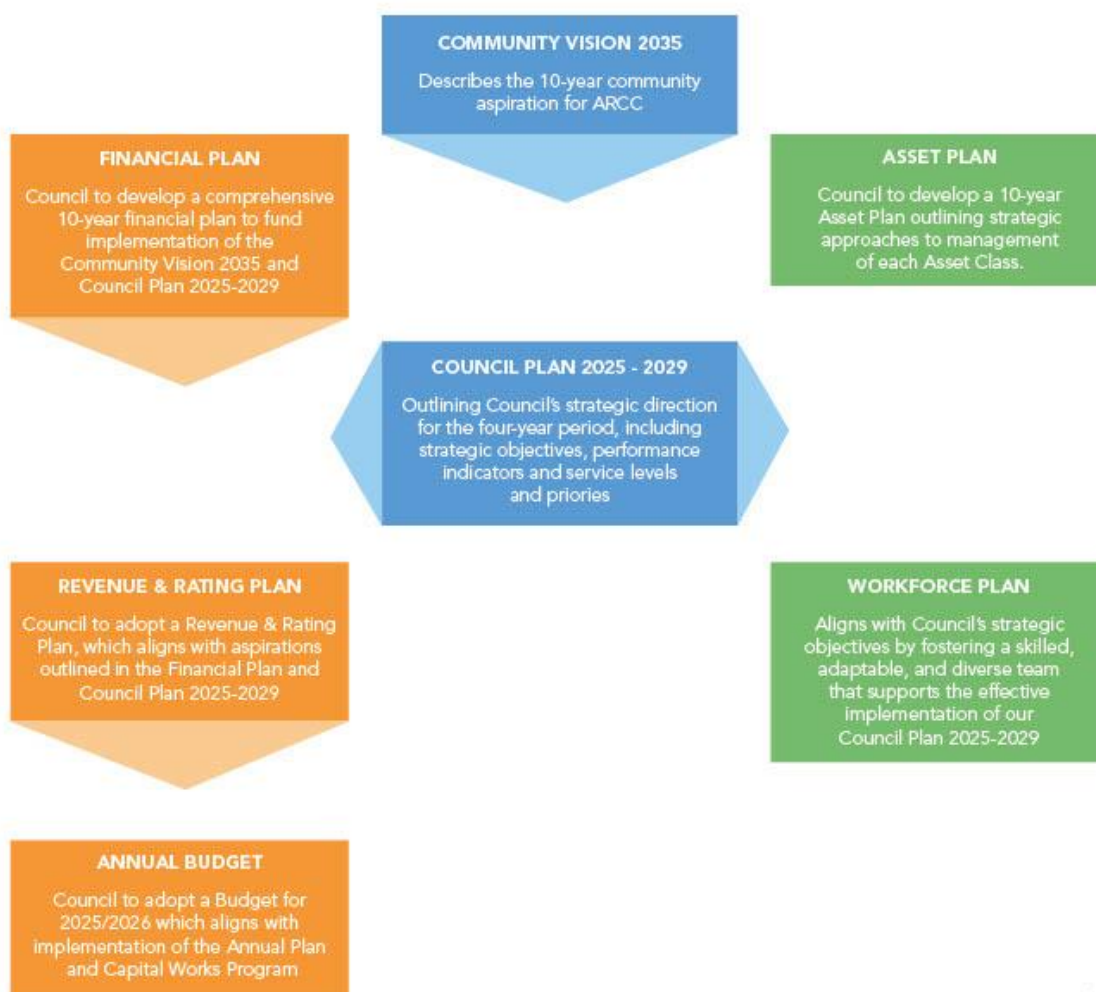 COMMUNITY VISION 2035
Describes the 10-year community
aspiration for ARCC
FINANCIAL PLAN
Council to develop a comprehensive
10-year financial plan to fund
implementation of the
Community Vision 2035 and
Council Plan 2025-2029
ASSET PLAN
Council to develop a 10-year
Asset Plan outlining strategic
approaches to management
of each Asset Class.
COUNCIL PLAN 2025 - 2029
Outlining Council's strategic direction
for the four-year period, including
strategic objectives, performance
indicators and service levels
and priories
REVENUE & RATING PLAN
Council to adopt a Revenue & Rating
Plan, which aligns with aspirations
outlined in the Financial Plan and
Council Plan 2025-2029
WORKFORCE PLAN
Aligns with Council's strategic
objectives by fostering a skilled,
adaptable, and diverse team
that supports the effective
implementation of our
Council Plan 2025-2029
ANNUAL BUDGET
Council to adopt a Budget for
2025/2026 which aligns with
implementation of the Annual Plan
and Capital Works Program